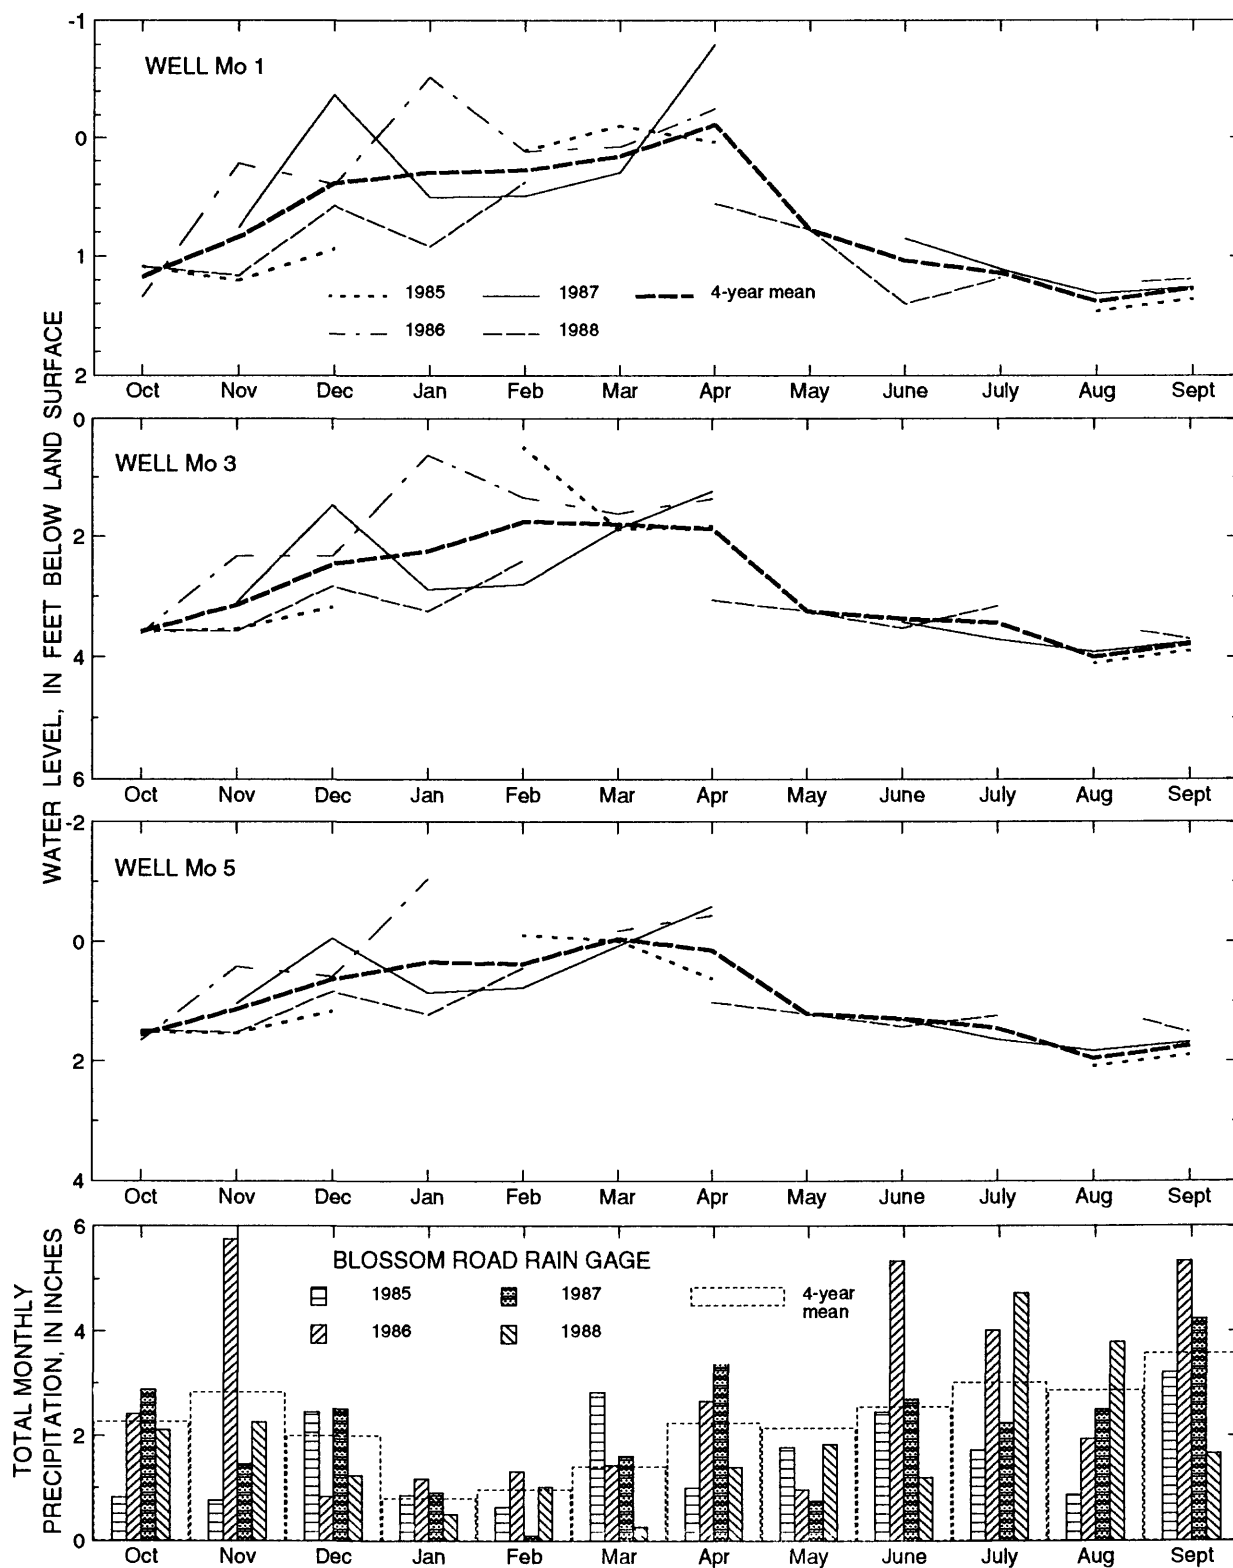 WATER LEVEL, IN FEET BELOW LAND SURFACE
-1
WELL Mo 1
0
1
1985 1987 4-year mean
1986 1988
2
Oct Nov Dec Jan Feb Mar Apr May June July Aug Sept
0
WELL Mo 3
2
4
6
Oct Nov Dec Jan Feb Mar Apr May June July Aug Sept
-2
WELL Mo 5
0
2
4
Oct Nov Dec Jan Feb Mar Apr May June July Aug Sept
TOTAL MONTHLY
PRECIPITATION, IN INCHES
6
BLOSSOM ROAD RAIN GAGE
1985 1987 4-year
mean
1986 1988
4
2
0
Oct Nov Dec Jan Feb Mar Apr May June July Aug Sept